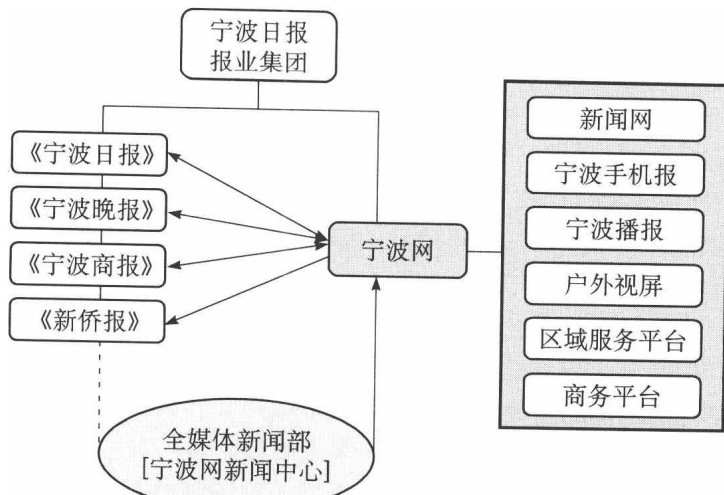 宁波日报
报业集团
《宁波日报》
《宁波晚报》
《宁波商报》
《新侨报》
宁波网
新闻网
宁波手机报
宁波播报
户外视屏
区域服务平台
商务平台
全媒体新闻部
[宁波网新闻中心]